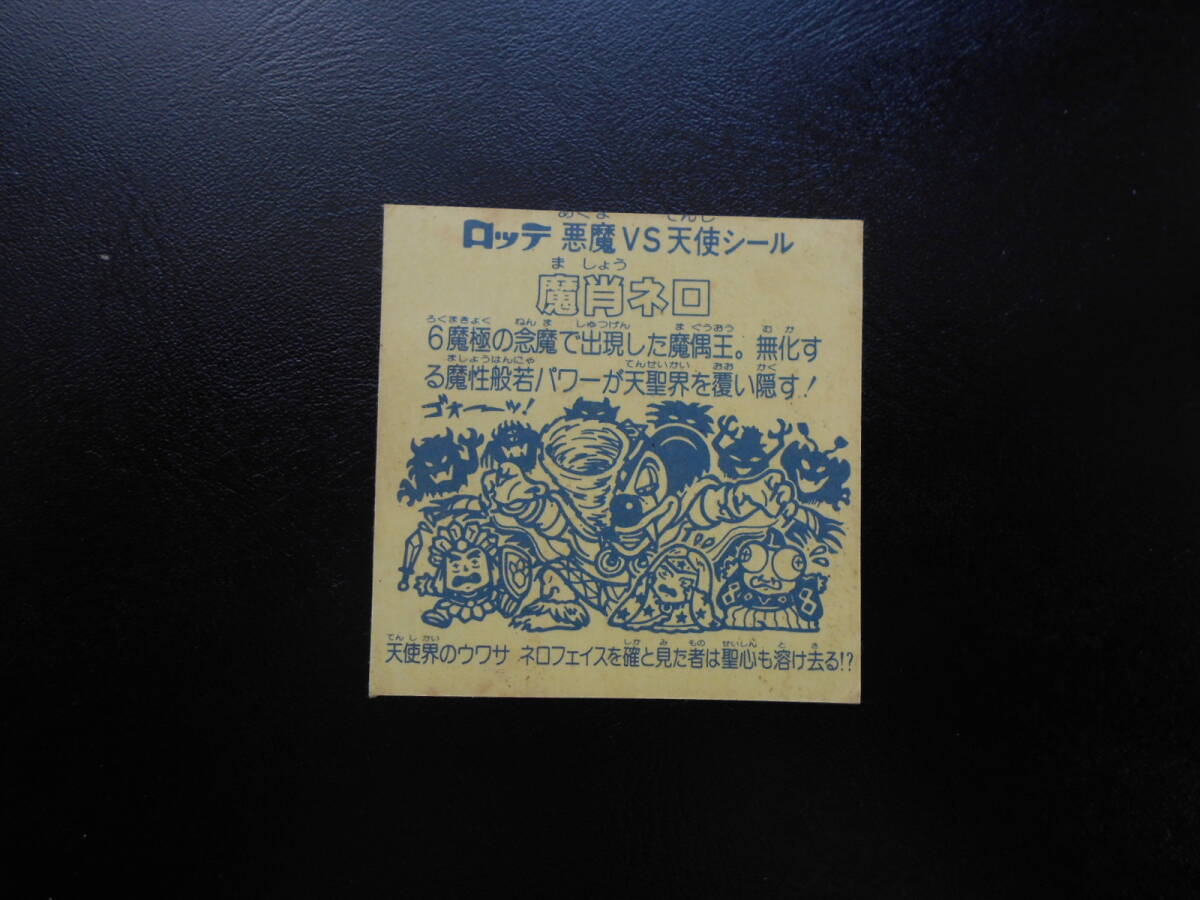 ロッテ 悪魔VS天使シール
魔肖ネロ
6魔極の念魔で出現した魔偶王。無化す
る魔性般若パワーが天聖界を覆い隠す!
ゴォーーッ!
天使界のウワサ ネロフェイスを確と見た者は聖心も溶け去る!?